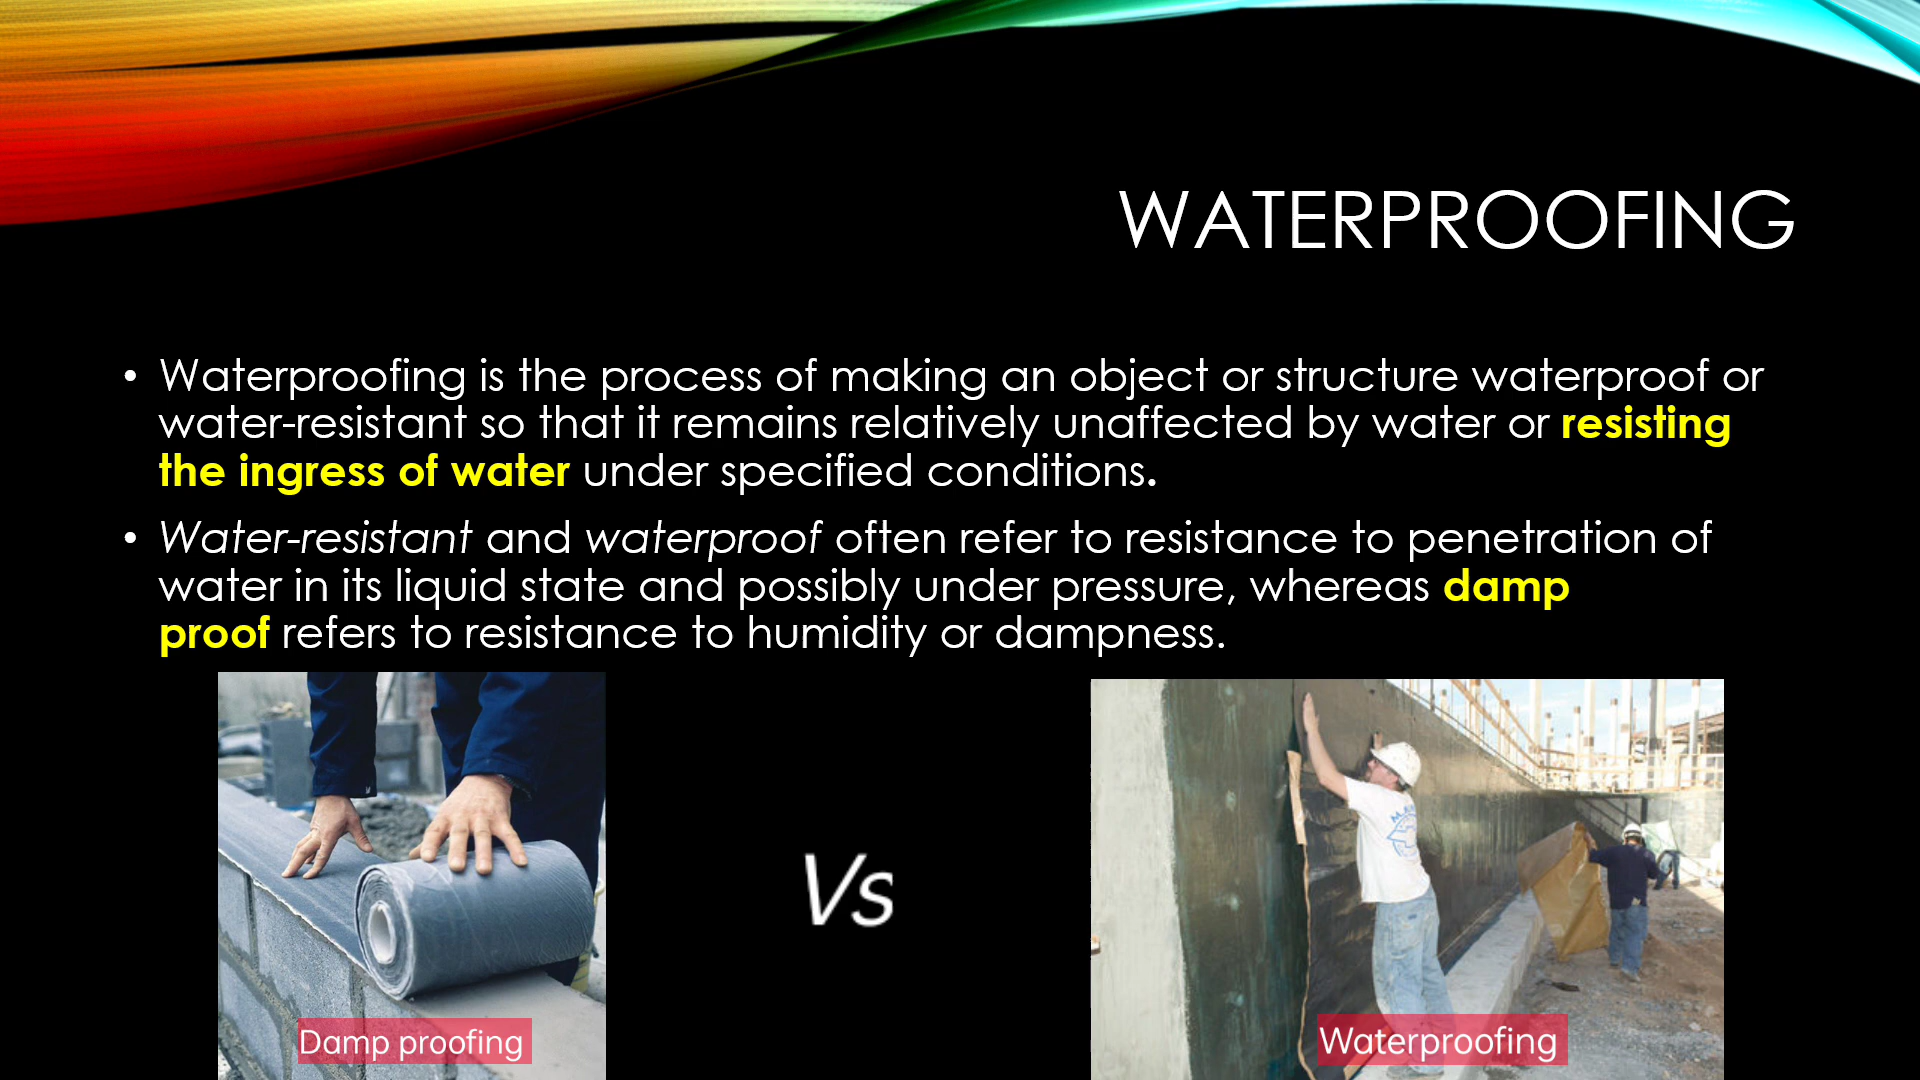 WATERPROOFING
• Waterproofing is the process of making an object or structure waterproof or
water-resistant so that it remains relatively unaffected by water or resisting
the ingress of water under specified conditions.
• Water-resistant and waterproof often refer to resistance to penetration of
water in its liquid state and possibly under pressure, whereas damp
proof refers to resistance to humidity or dampness.
Vs
Damp proofing
Waterproofing